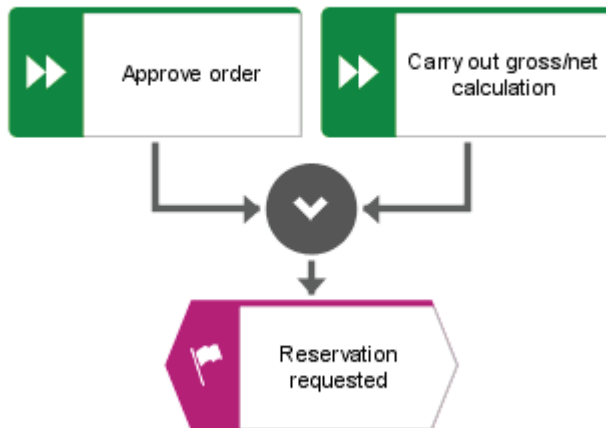 Approve order
Carry out gross/net
calculation
Reservation
requested